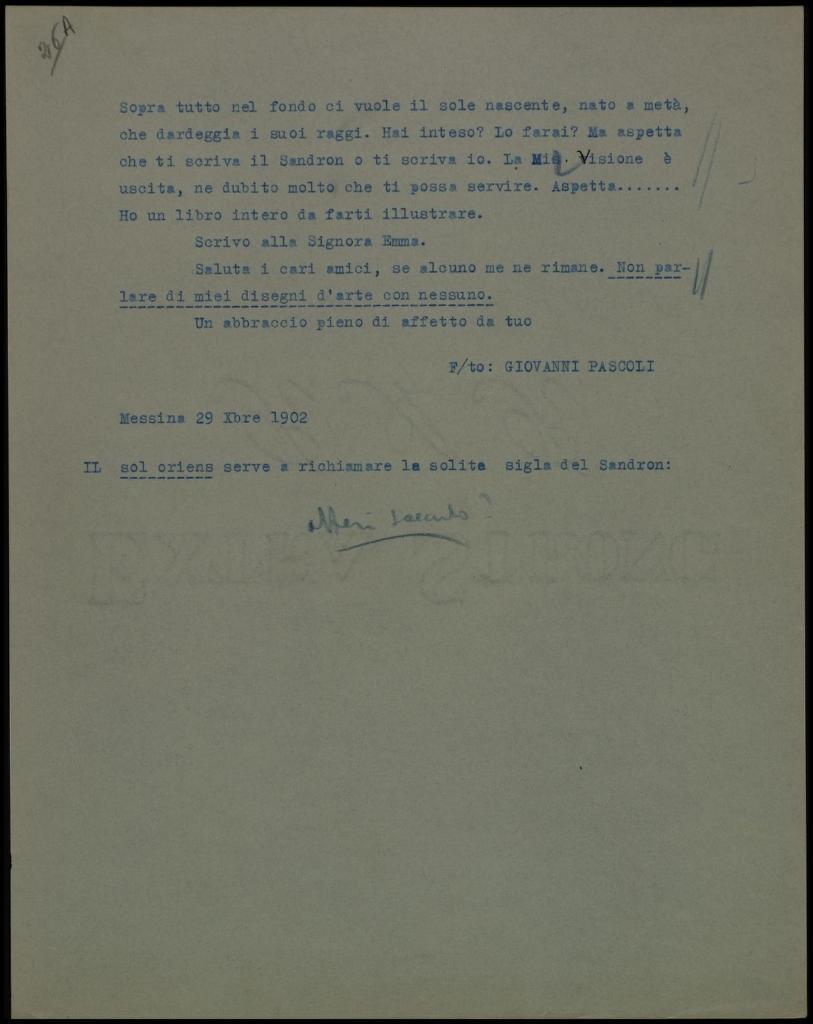 26A
Sopra tutto nel fondo ci vuole il sole nascente, nato a metà,
che dardeggia i suoi raggi. Hai inteso? Lo farai? Ma aspetta
che ti scriva il Sandron o ti scriva io. La Mia Visione è
uscita, ne dubito molto che ti possa servire. Aspetta.......
Ho un libro intero da farti illustrare.
Scrivo alla Signora Emma.
Saluta i cari amici, se alcuno me ne rimane. Non par-
lare di miei disegni d'arte con nessuno.
Un abbraccio pieno di affetto da tuo
F/to: GIOVANNI PASCOLI
Messina 29 Xbre 1902
IL sol oriens serve a richiamare la solita sigla del Sandron: